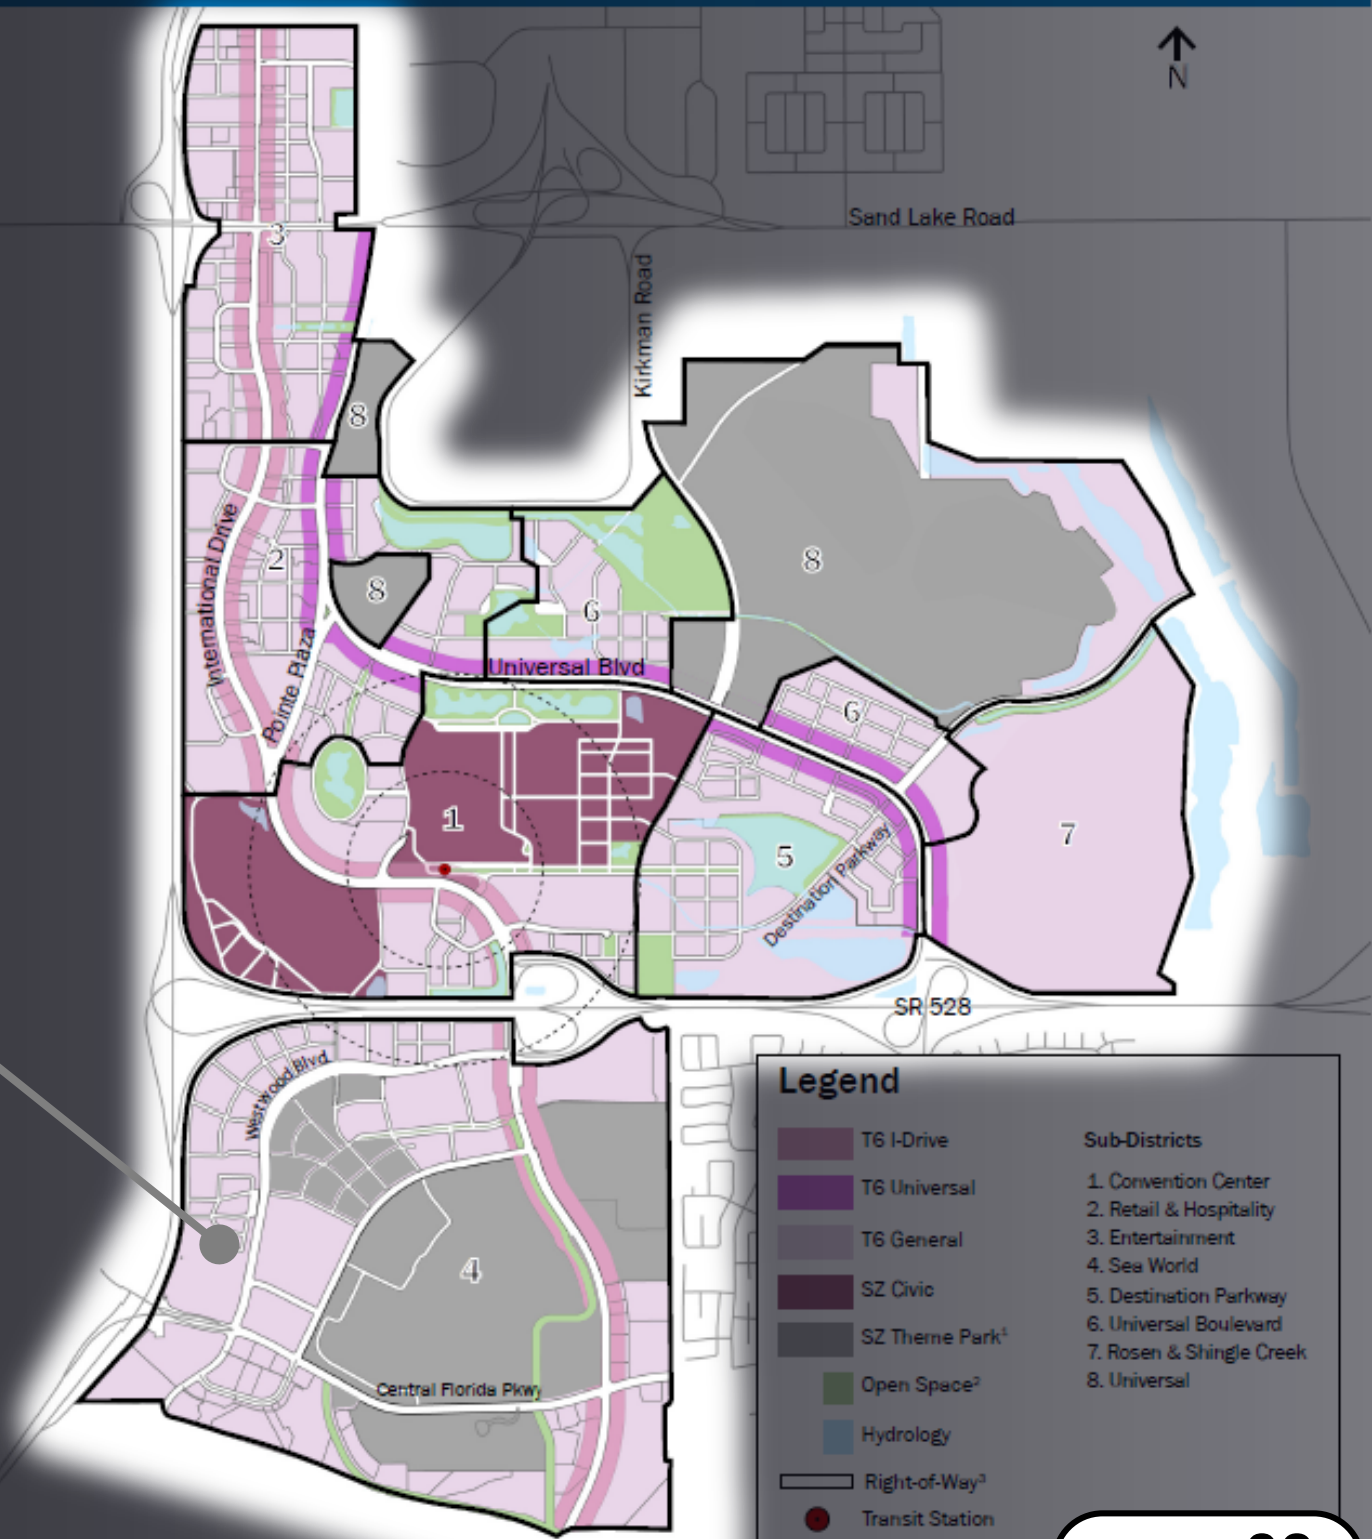 N
Sand Lake Road
3
Kirkman Road
8
International Drive
2
8
8
6
Pointe Plaza
Universal Blvd
6
1
5
7
Destination Parkway
SR 528
Westwood Blvd
4
Central Florida Pkwy
Legend
T6 I-Drive
T6 Universal
T6 General
SZ Civic
SZ Theme Park¹
Open Space²
Hydrology
Right-of-Way³
Transit Station
Sub-Districts
1. Convention Center
2. Retail & Hospitality
3. Entertainment
4. Sea World
5. Destination Parkway
6. Universal Boulevard
7. Rosen & Shingle Creek
8. Universal